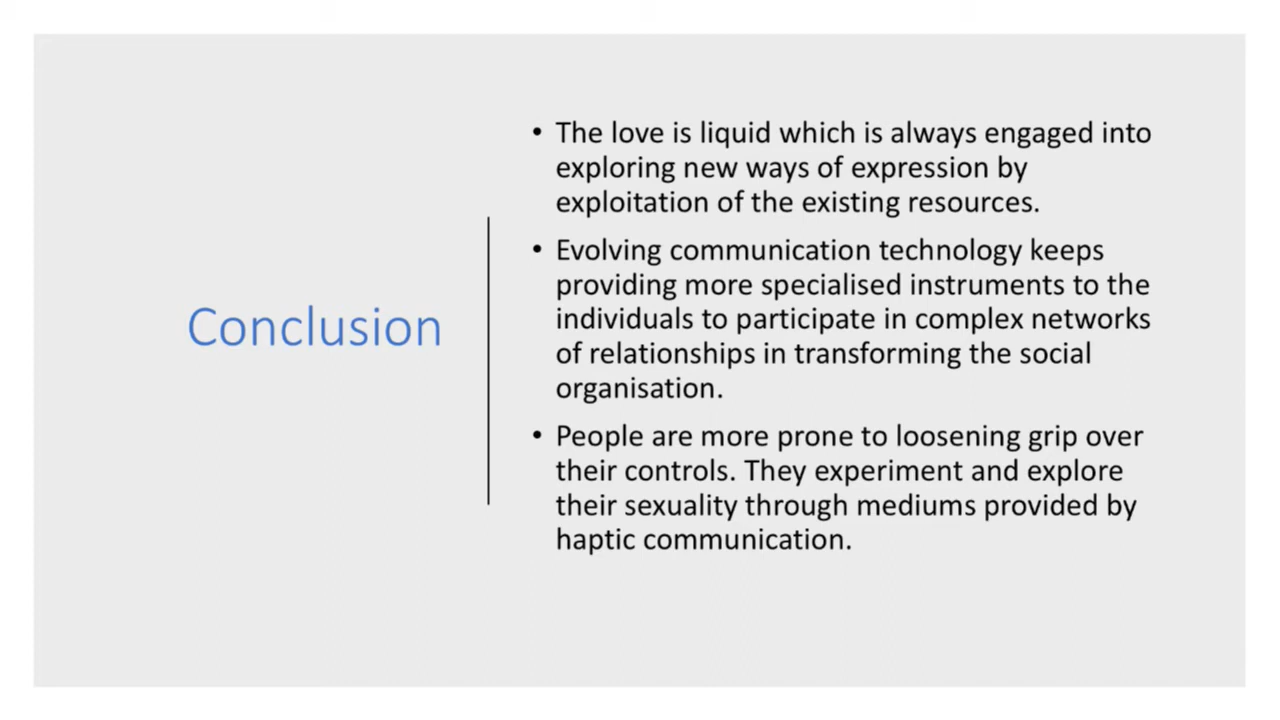 Conclusion
• The love is liquid which is always engaged into
exploring new ways of expression by
exploitation of the existing resources.
• Evolving communication technology keeps
providing more specialised instruments to the
individuals to participate in complex networks
of relationships in transforming the social
organisation.
• People are more prone to loosening grip over
their controls. They experiment and explore
their sexuality through mediums provided by
haptic communication.